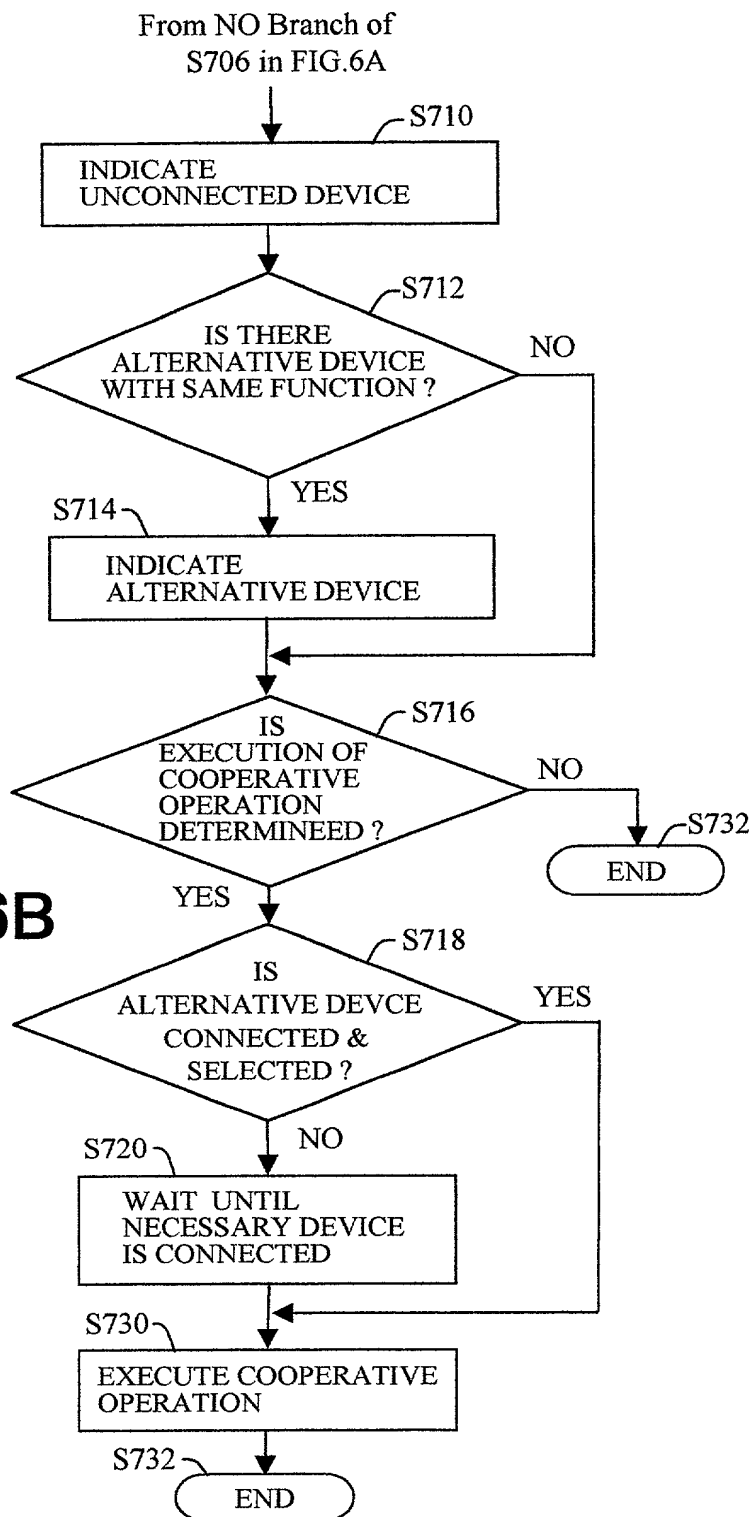 From NO Branch of
S706 in FIG.6A
S710
INDICATE
UNCONNECTED DEVICE
S712
IS THERE
ALTERNATIVE DEVICE
WITH SAME FUNCTION ?
NO
YES
S714
INDICATE
ALTERNATIVE DEVICE
S716
IS
EXECUTION OF
COOPERATIVE
OPERATION
DETERMINEED ?
NO
S732
END
YES
6B
S718
IS
ALTERNATIVE DEVCE
CONNECTED &
SELECTED ?
YES
NO
S720
WAIT UNTIL
NECESSARY DEVICE
IS CONNECTED
S730
EXECUTE COOPERATIVE
OPERATION
S732
END